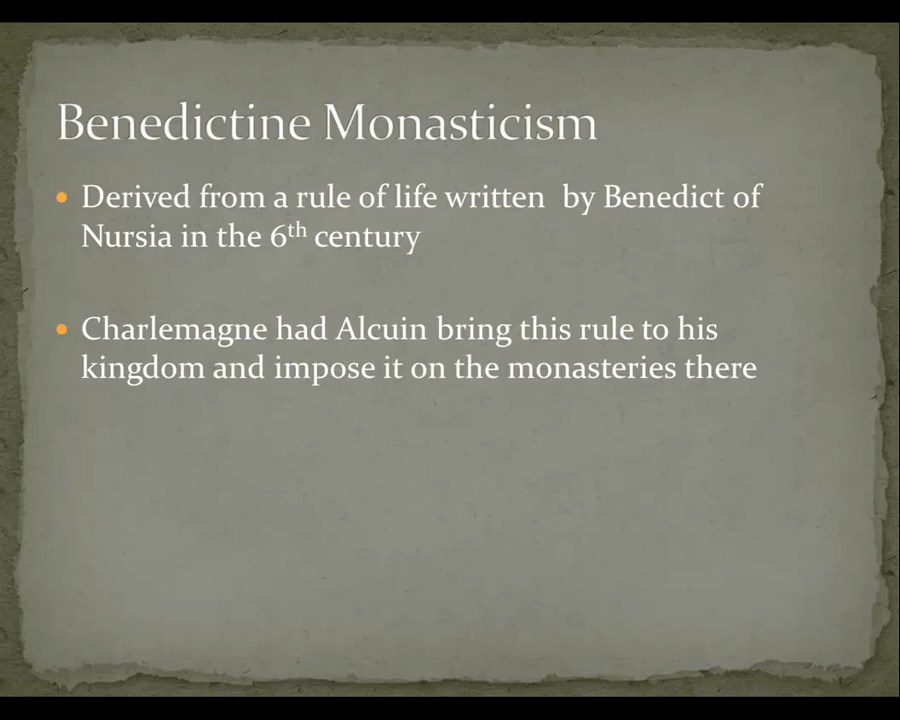 Benedictine Monasticism
• Derived from a rule of life written  by Benedict of
Nursia in the 6th century
• Charlemagne had Alcuin bring this rule to his
kingdom and impose it on the monasteries there